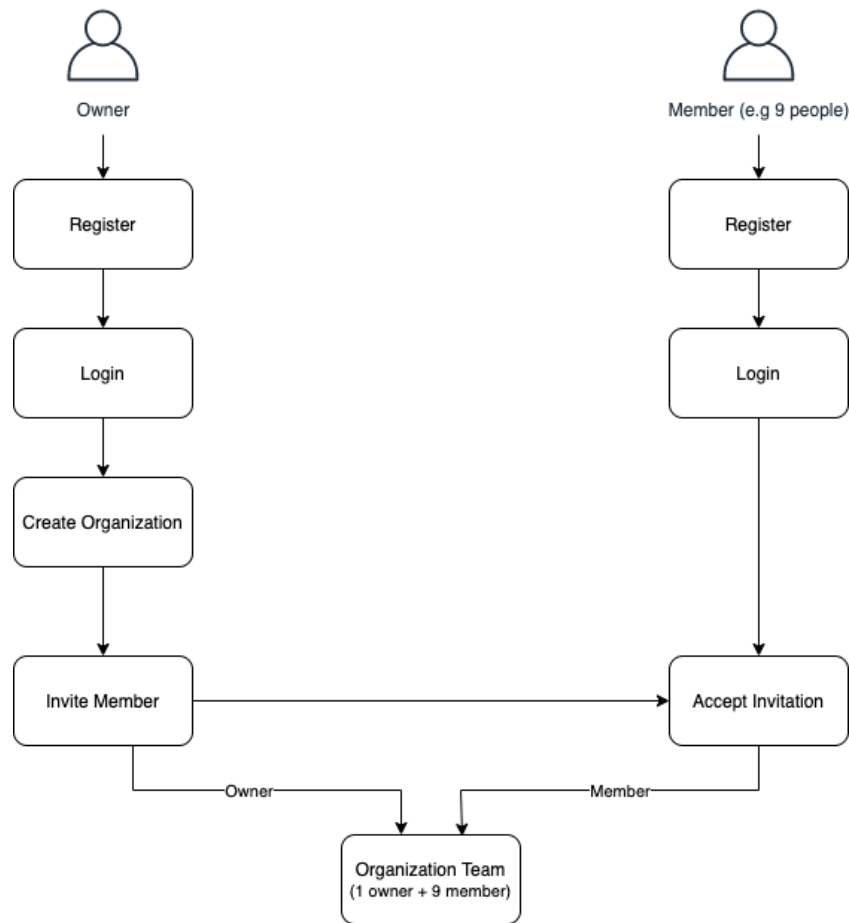 Owner
Member (e.g 9 people)
Register
Register
Login
Login
Create Organization
Invite Member
Accept Invitation
Owner
Member
Organization Team
(1 owner + 9 member)